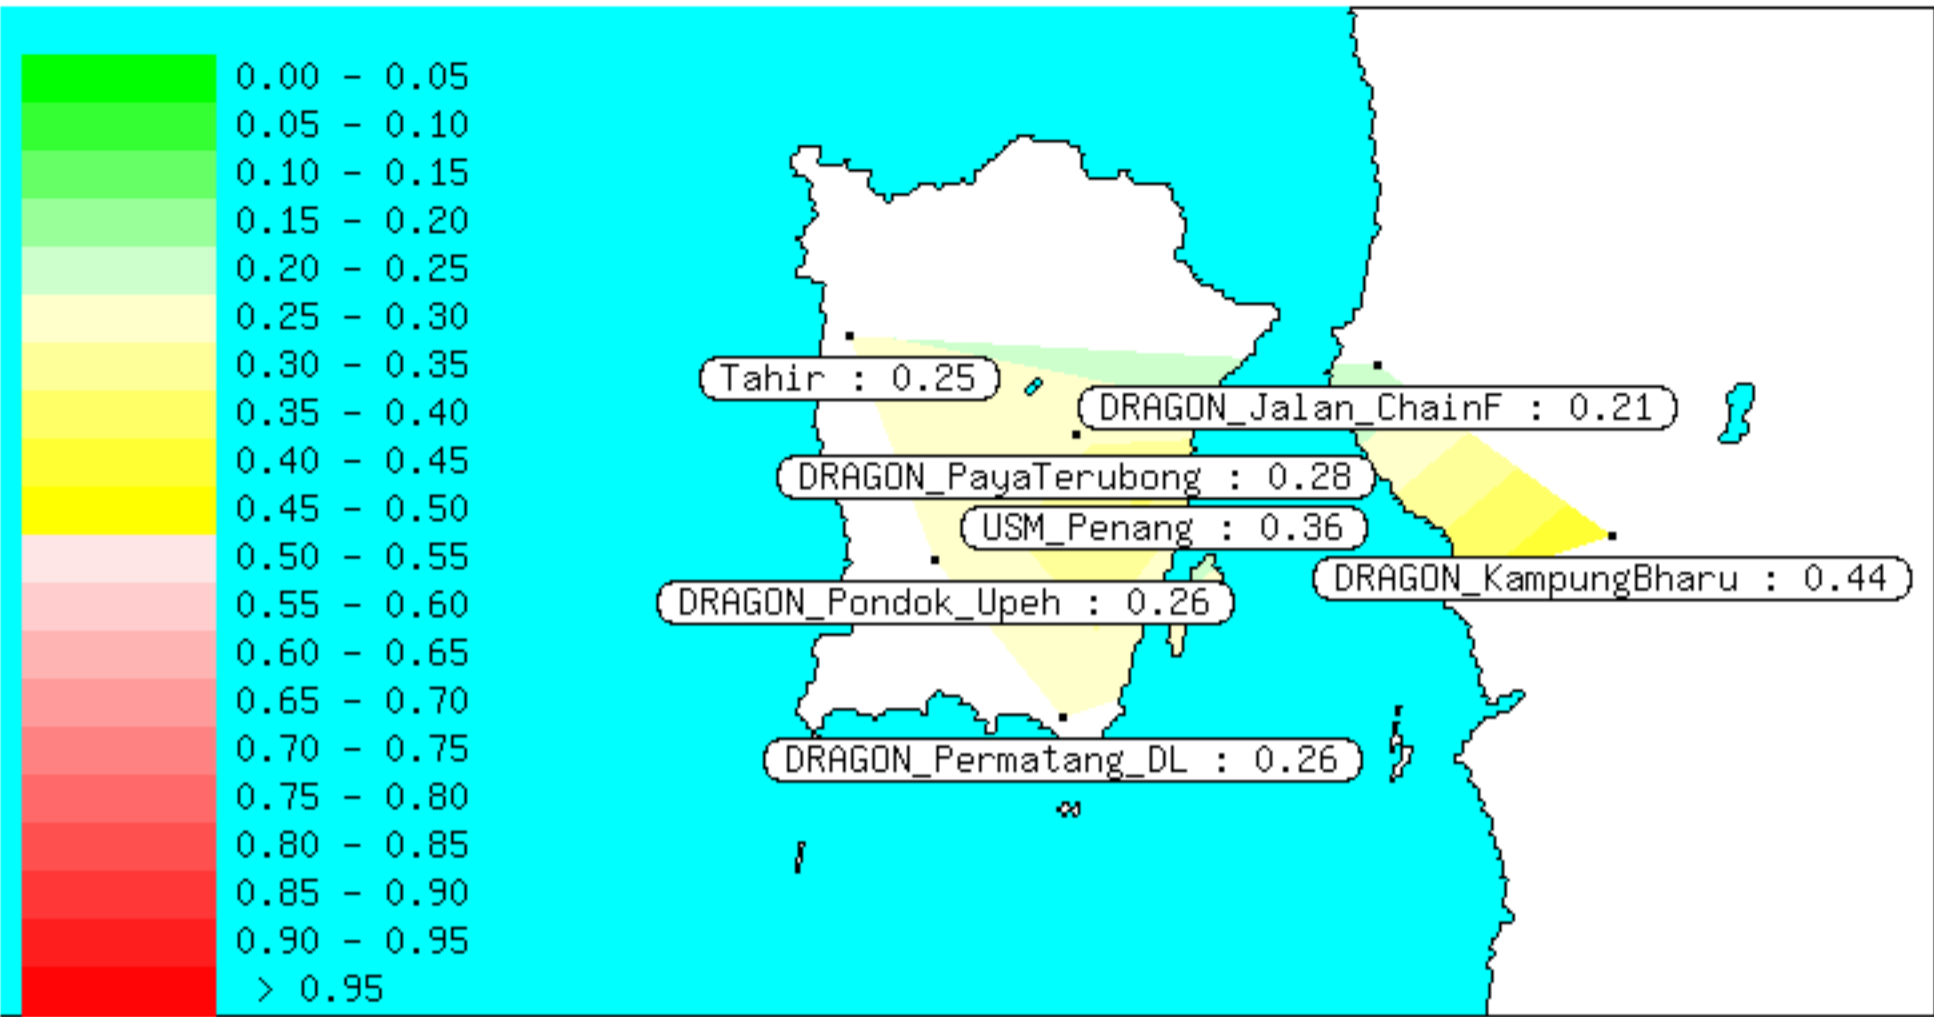 0.00 - 0.05
0.05 - 0.10
0.10 - 0.15
0.15 - 0.20
0.20 - 0.25
0.25 - 0.30
0.30 - 0.35
0.35 - 0.40
0.40 - 0.45
0.45 - 0.50
0.50 - 0.55
0.55 - 0.60
0.60 - 0.65
0.65 - 0.70
0.70 - 0.75
0.75 - 0.80
0.80 - 0.85
0.85 - 0.90
0.90 - 0.95
> 0.95
Tahir : 0.25
DRAGON_Jalan_ChainF : 0.21
DRAGON_PayaTerubong : 0.28
USM_Penang : 0.36
DRAGON_KampungBharu : 0.44
DRAGON_Pondok_Upeh : 0.26
DRAGON_Permatang_DL : 0.26